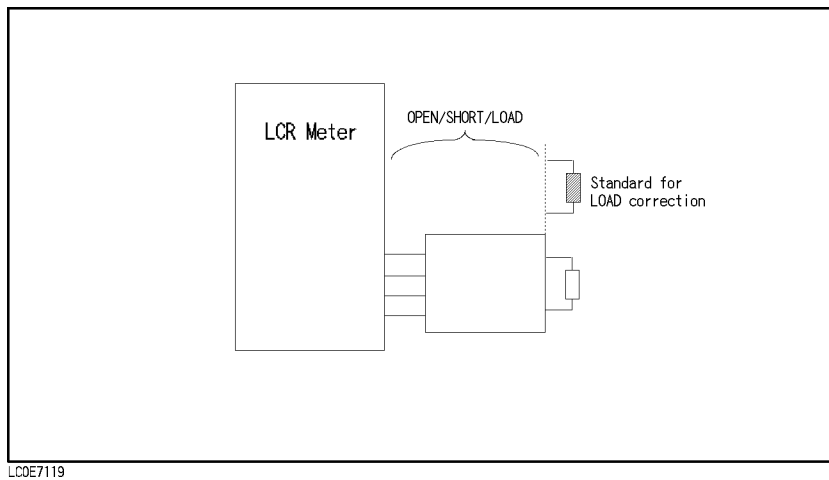 LCR Meter
OPEN/SHORT/LOAD
Standard for
LOAD correction
LCOE7119